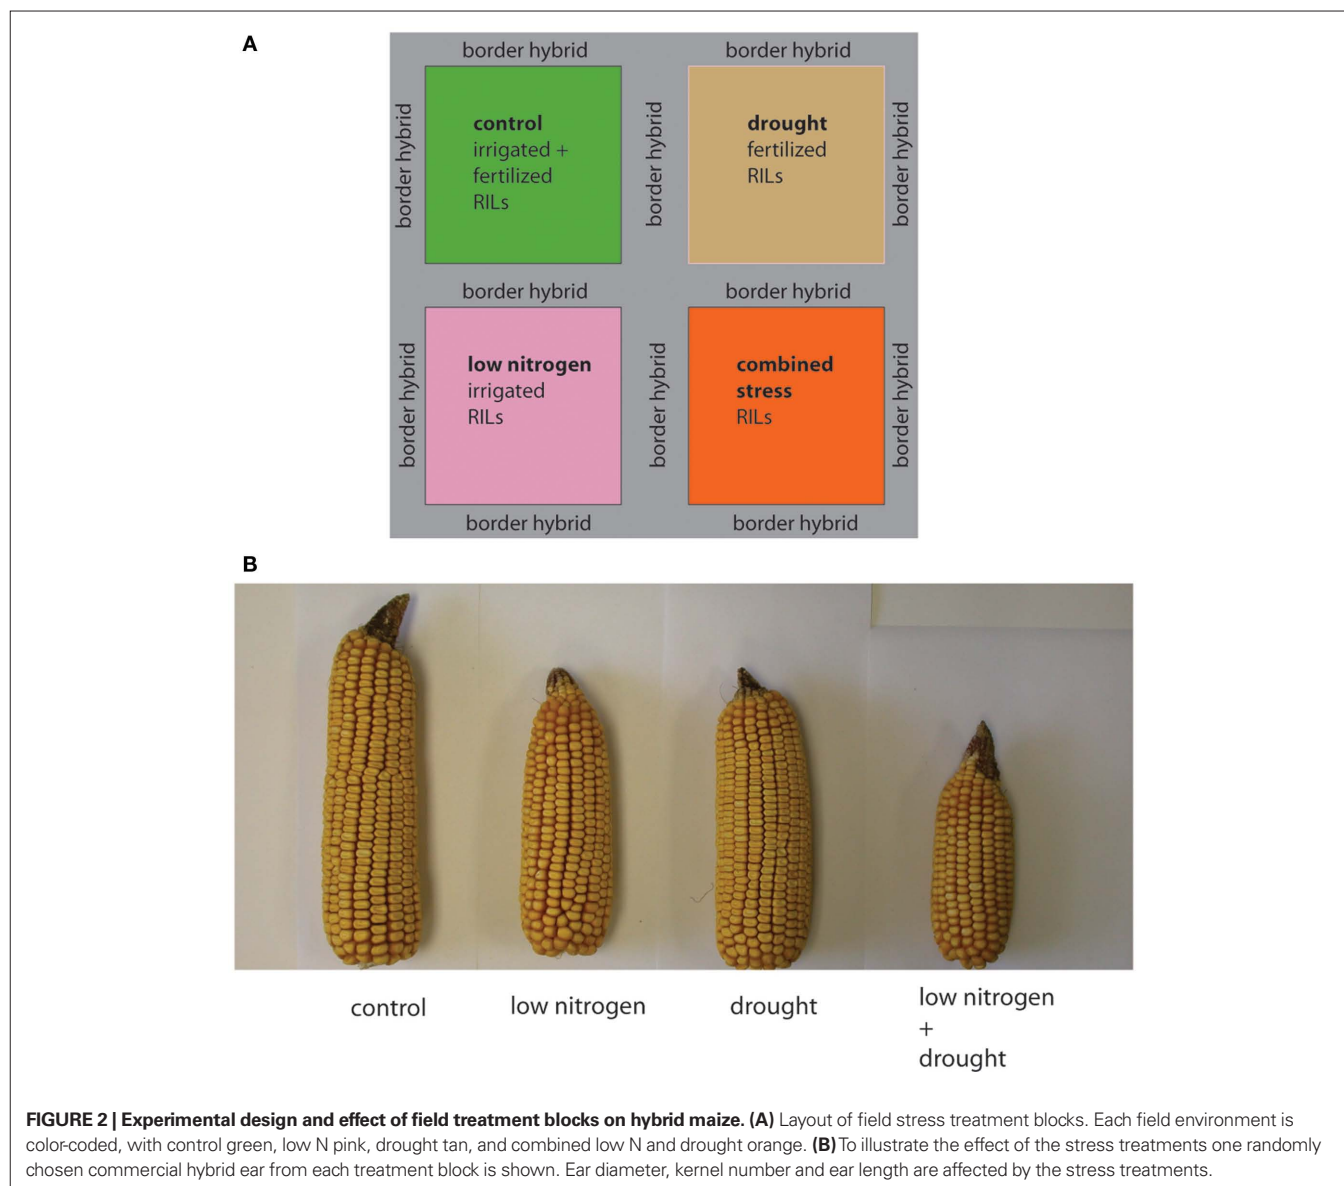 A
border hybrid
border hybrid
border hybrid
control
irrigated +
fertilized
RILs
border hybrid
drought
fertilized
RILs
border hybrid
border hybrid
border hybrid
border hybrid
low nitrogen
irrigated
RILs
border hybrid
combined
stress
RILs
border hybrid
border hybrid
border hybrid
B
control
low nitrogen
drought
low nitrogen
+
drought
FIGURE 2 | Experimental design and effect of field treatment blocks on hybrid maize. (A) Layout of field stress treatment blocks. Each field environment is
color-coded, with control green, low N pink, drought tan, and combined low N and drought orange. (B) To illustrate the effect of the stress treatments one randomly
chosen commercial hybrid ear from each treatment block is shown. Ear diameter, kernel number and ear length are affected by the stress treatments.